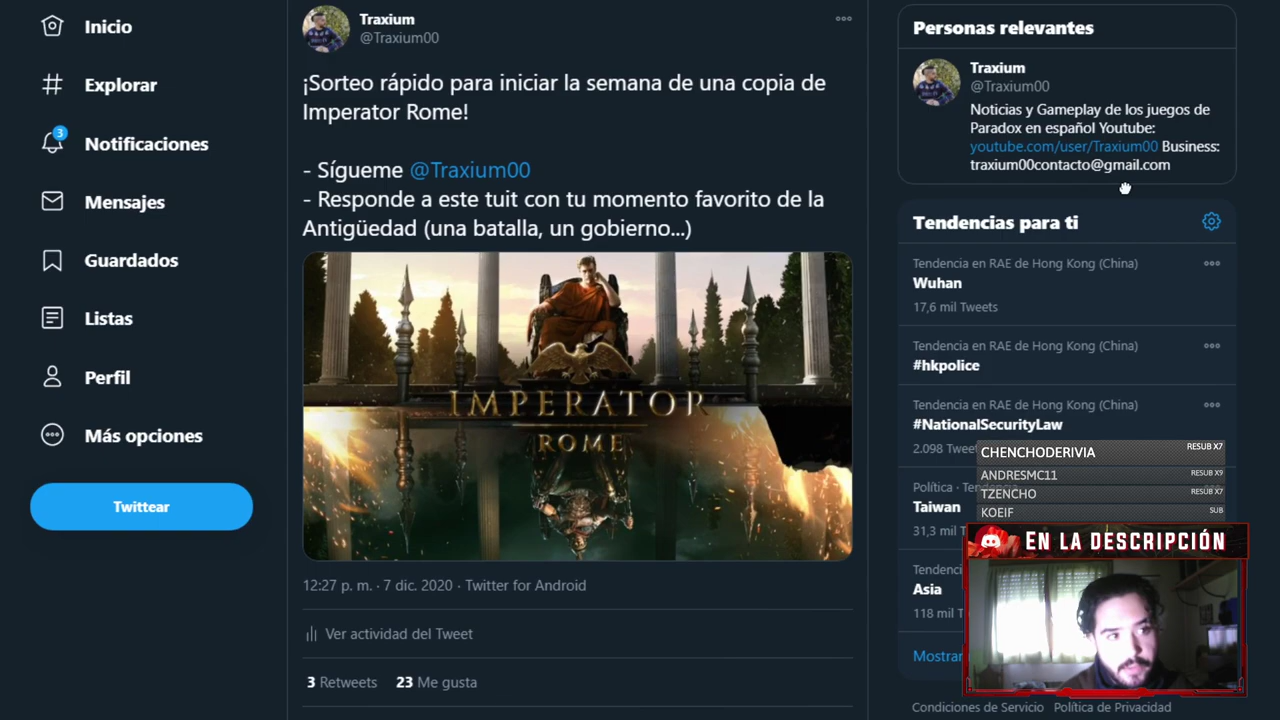 Inicio
Explorar
3
Notificaciones
Mensajes
Guardados
Listas
Perfil
Más opciones
Twittear
Traxium
@Traxium00
¡Sorteo rápido para iniciar la semana de una copia de
Imperator Rome!
- Sígueme @Traxium00
- Responde a este tuit con tu momento favorito de la
Antigüedad (una batalla, un gobierno...)
IMPERATOR
ROME
12:27 p. m. · 7 dic. 2020 · Twitter for Android
Ver actividad del Tweet
3 Retweets 23 Me gusta
Personas relevantes
Traxium
@Traxium00
Noticias y Gameplay de los juegos de
Paradox en español Youtube:
youtube.com/user/Traxium00 Business:
traxium00contacto@gmail.com
Tendencias para ti
Tendencia en RAE de Hong Kong (China)
Wuhan
17,6 mil Tweets
Tendencia en RAE de Hong Kong (China)
#hkpolice
Tendencia en RAE de Hong Kong (China)
#NationalSecurityLaw
2.098 Tweet
Política · Tendencia
Taiwan
31,3 mil T
Tendenci
Asia
118 mil T
Mostrar
CHENCHODERIVIA RESUB X7
ANDRESMC11 RESUB X9
TZENCHO RESUB X7
KOEIF SUB
EN LA DESCRIPCIÓN
Condiciones de Servicio Política de Privacidad